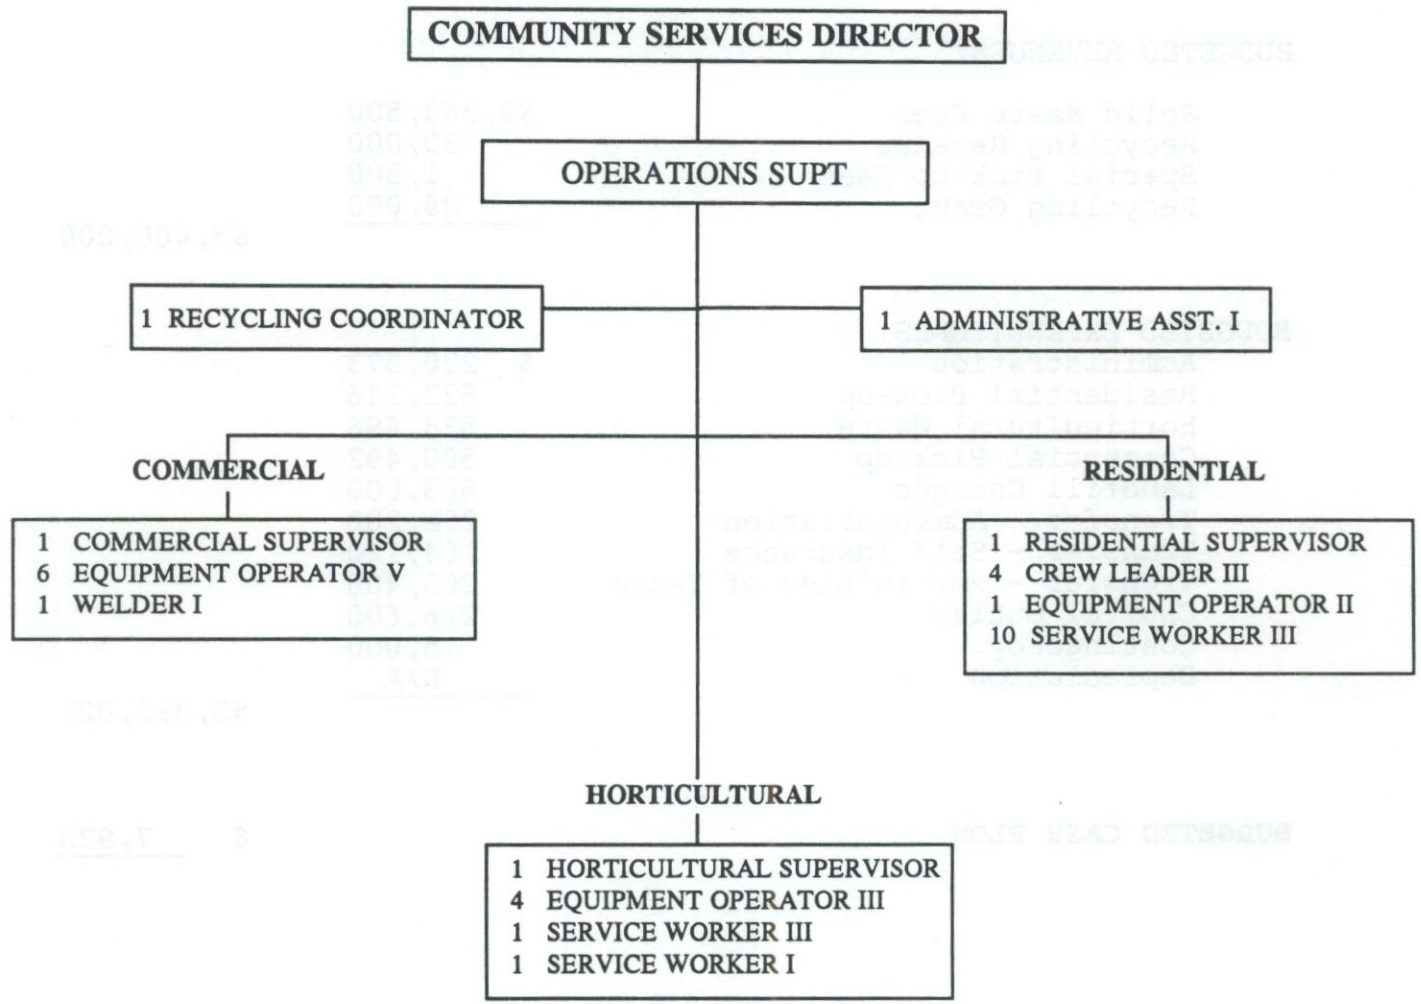 COMMUNITY SERVICES DIRECTOR
OPERATIONS SUPT
1 RECYCLING COORDINATOR
1 ADMINISTRATIVE ASST. I
COMMERCIAL
1 COMMERCIAL SUPERVISOR
6 EQUIPMENT OPERATOR V
1 WELDER I
RESIDENTIAL
1 RESIDENTIAL SUPERVISOR
4 CREW LEADER III
1 EQUIPMENT OPERATOR II
10 SERVICE WORKER III
HORTICULTURAL
1 HORTICULTURAL SUPERVISOR
4 EQUIPMENT OPERATOR III
1 SERVICE WORKER III
1 SERVICE WORKER I